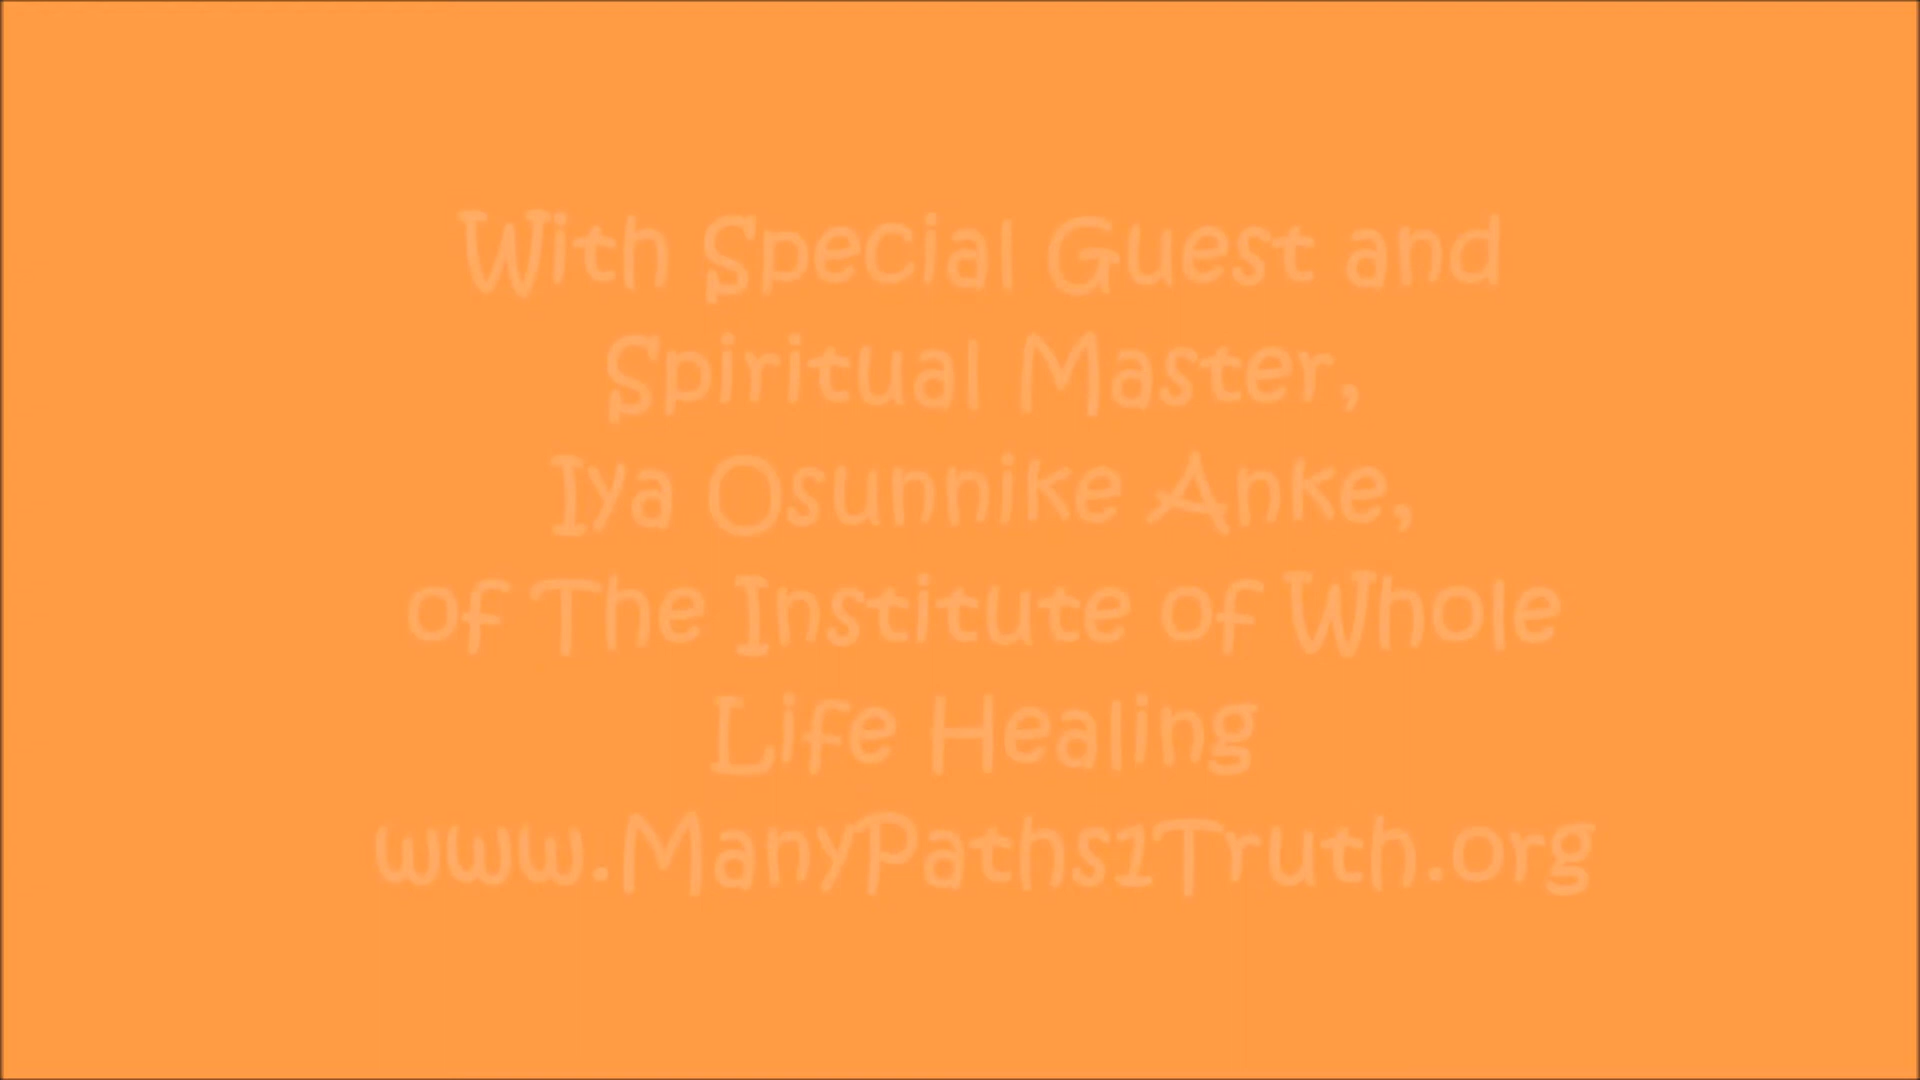 With Special Guest and
Spiritual Master,
Iya Osunnike Anke,
of The Institute of Whole
Life Healing
www.ManyPaths1Truth.org